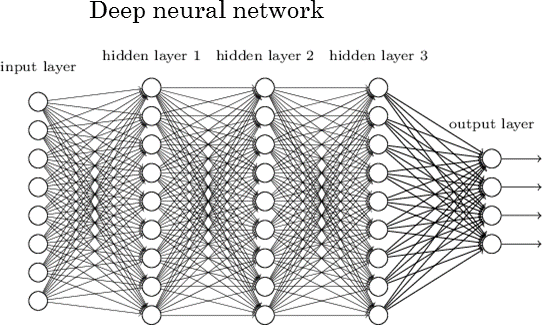 Deep neural network
hidden layer 1 hidden layer 2 hidden layer 3
input layer
output layer